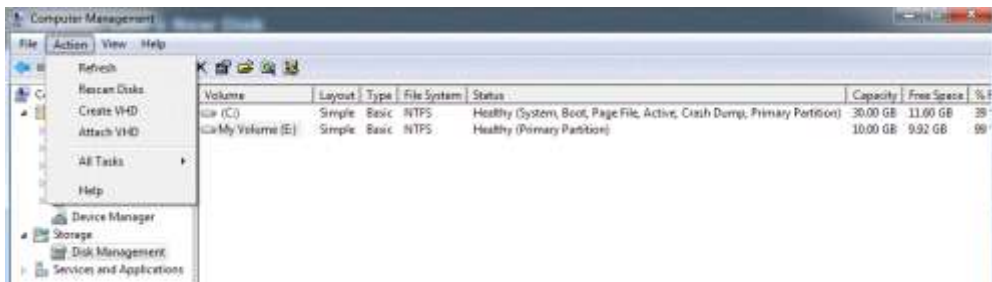 Computer Management
File Action View Help
Refresh
Rescan Disks
Create VHD
Attach VHD
All Tasks
Help
Device Manager
Storage
Disk Management
Services and Applications
Volume Layout Type File System Status Capacity Free Space
(C:) Simple Basic NTFS Healthy (System, Boot, Page File, Active, Crash Dump, Primary Partition) 30.00 GB 11.60 GB 39
My Volume (E:) Simple Basic NTFS Healthy (Primary Partition) 10.00 GB 9.92 GB 99